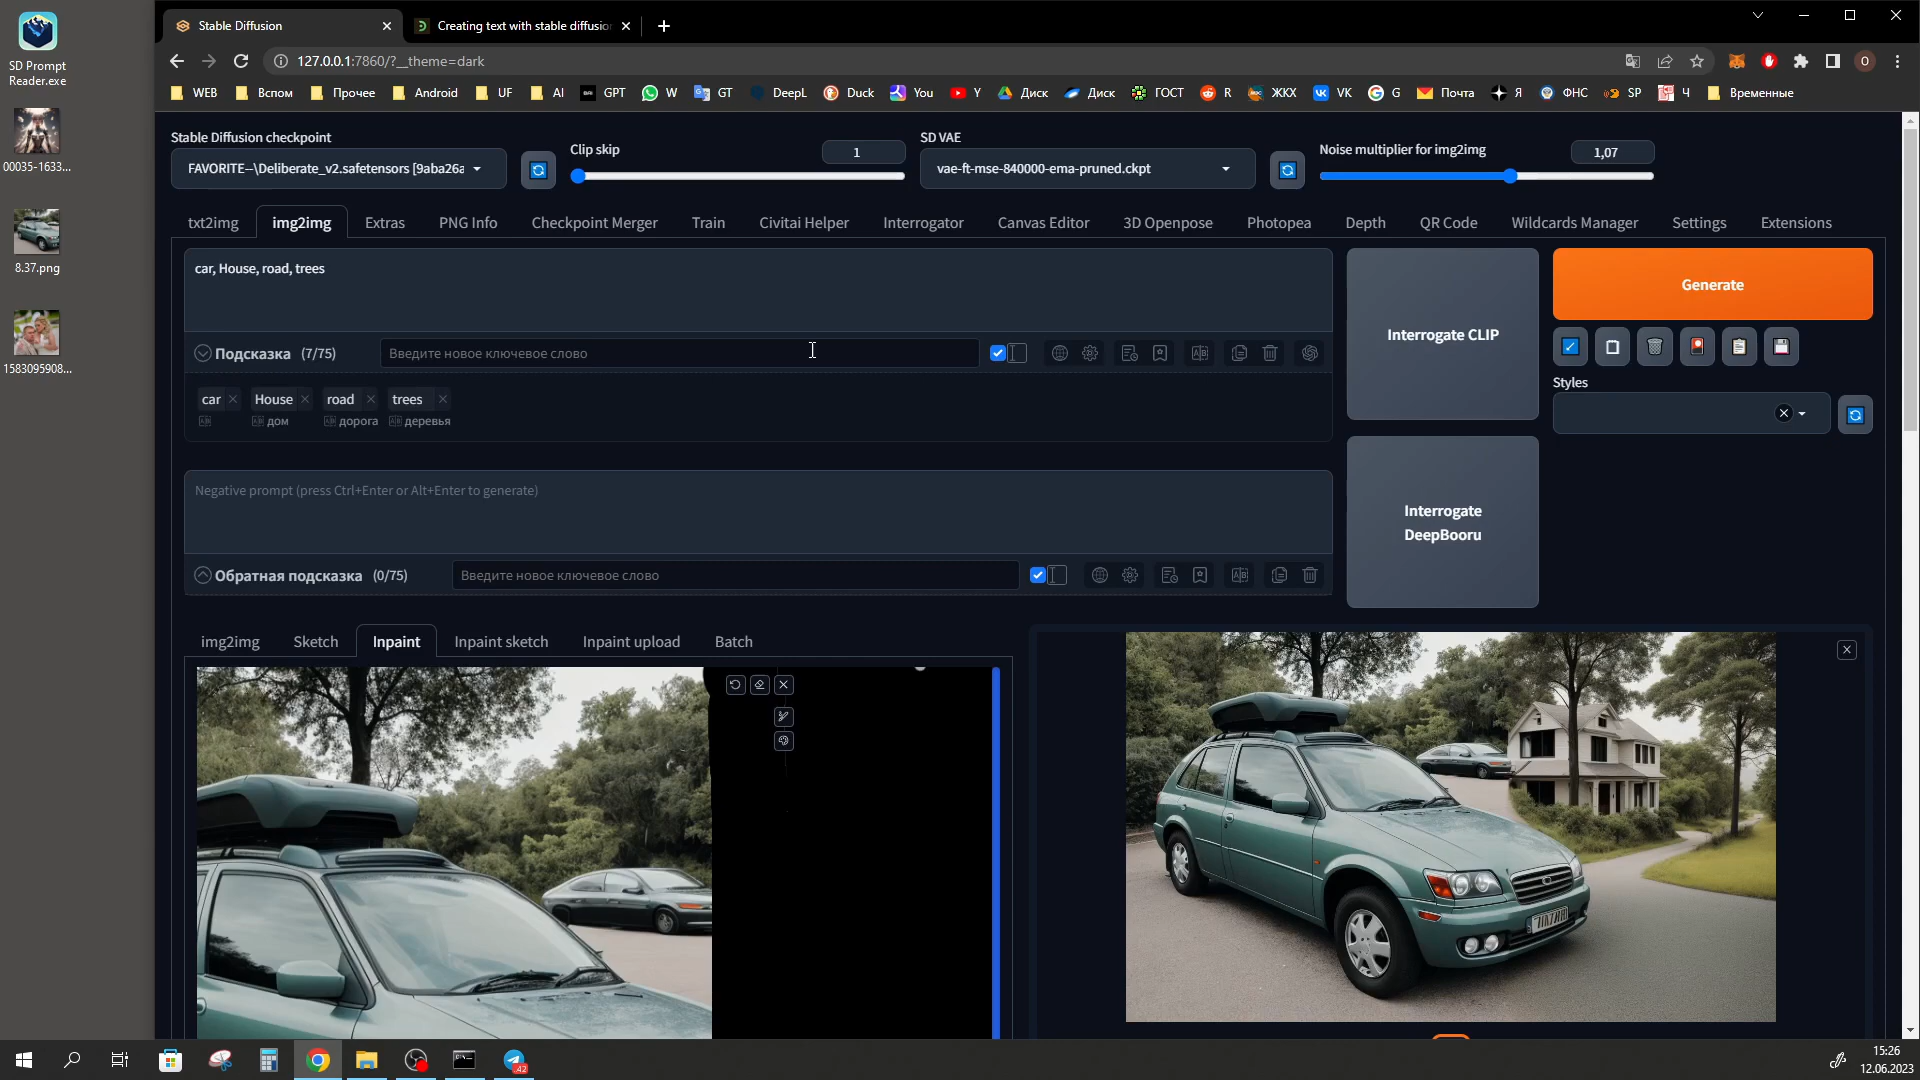 SD Prompt
Reader.exe
00035-1633...
8.37.png
1583095908...
Stable Diffusion
Creating text with stable diffusion
127.0.0.1:7860/?__theme=dark
WEB
Вспом
Прочее
Android
UF
AI
GPT
W
GT
DeepL
Duck
You
Y
Диск
Диск
ГОСТ
R
ЖКХ
VK
G
Почта
Я
ФНС
SP
Ч
Временные
Stable Diffusion checkpoint
FAVORITE--\Deliberate_v2.safetensors [9aba26a
Clip skip
1
SD VAE
vae-ft-mse-840000-ema-pruned.ckpt
Noise multiplier for img2img
1,07
txt2img
img2img
Extras
PNG Info
Checkpoint Merger
Train
Civitai Helper
Interrogator
Canvas Editor
3D Openpose
Photopea
Depth
QR Code
Wildcards Manager
Settings
Extensions
car, House, road, trees
Подсказка (7/75)
Введите новое ключевое слово
car
House
road
trees
дом
дорога
деревья
Negative prompt (press Ctrl+Enter or Alt+Enter to generate)
Обратная подсказка (0/75)
Введите новое ключевое слово
Interrogate CLIP
Interrogate
DeepBooru
Generate
Styles
img2img
Sketch
Inpaint
Inpaint sketch
Inpaint upload
Batch
42
15:26
12.06.2023